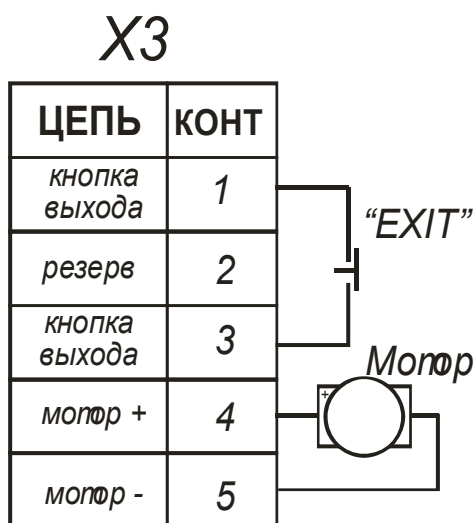 X3
ЦЕПЬ КОНТ
кнопка
выхода
1
резерв 2
кнопка
выхода
3
мотор + 4
мотор - 5
“EXIT”
Мотор
+